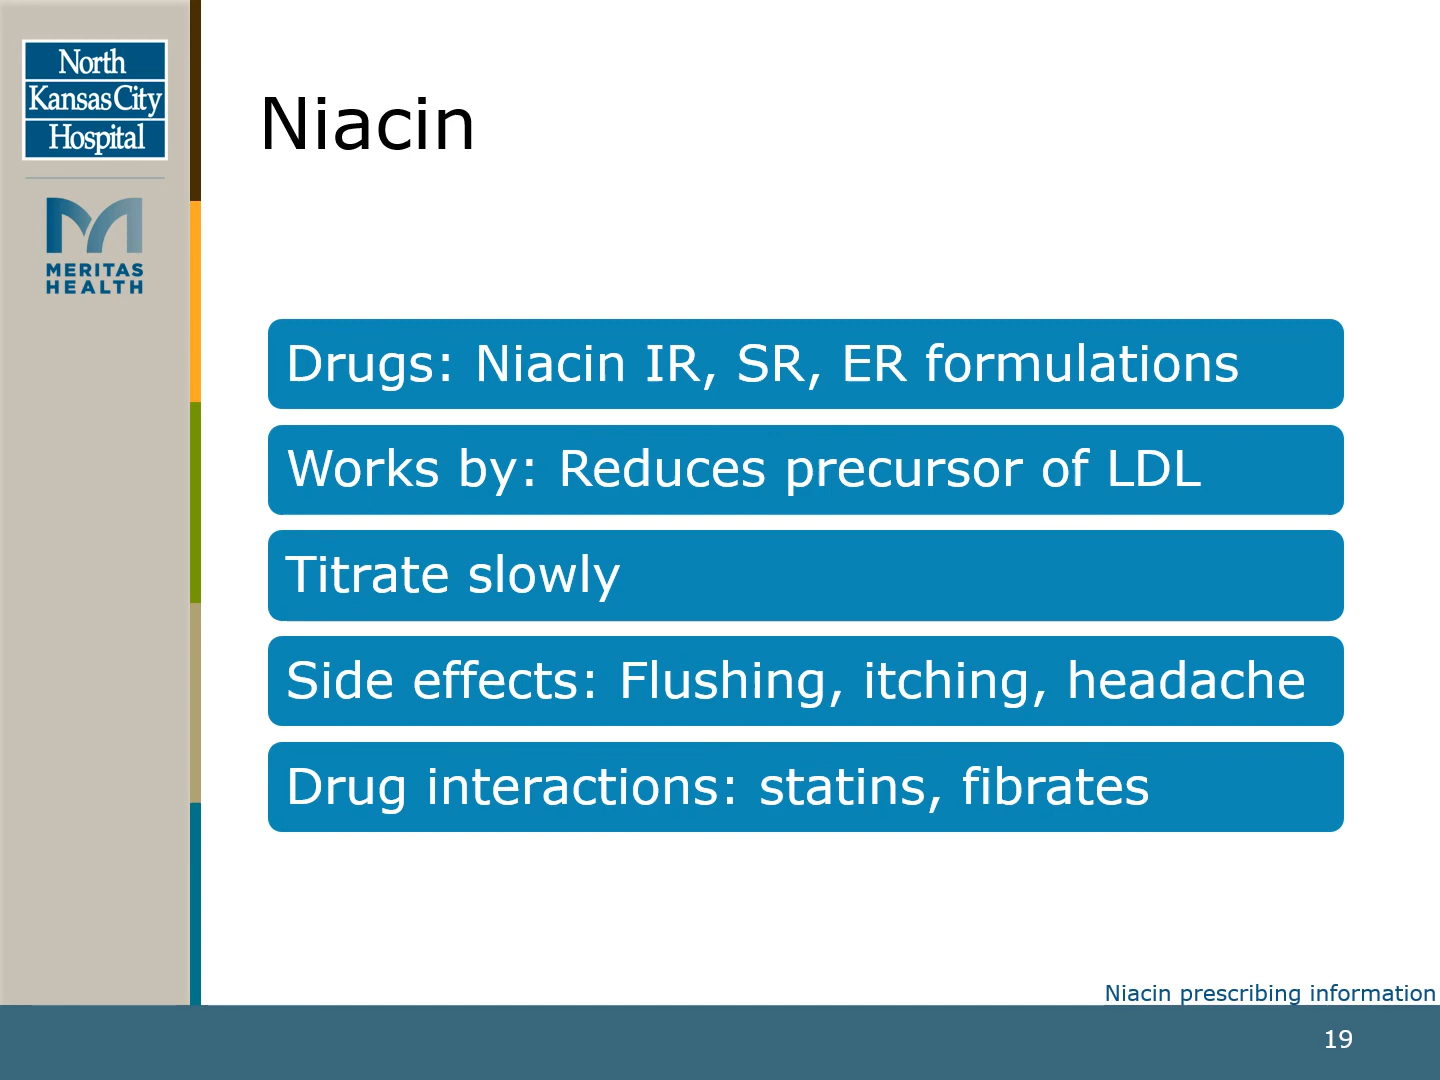 North
Kansas City
Hospital
MERITAS
HEALTH
Niacin
Drugs: Niacin IR, SR, ER formulations
Works by: Reduces precursor of LDL
Titrate slowly
Side effects: Flushing, itching, headache
Drug interactions: statins, fibrates
Niacin prescribing information
19